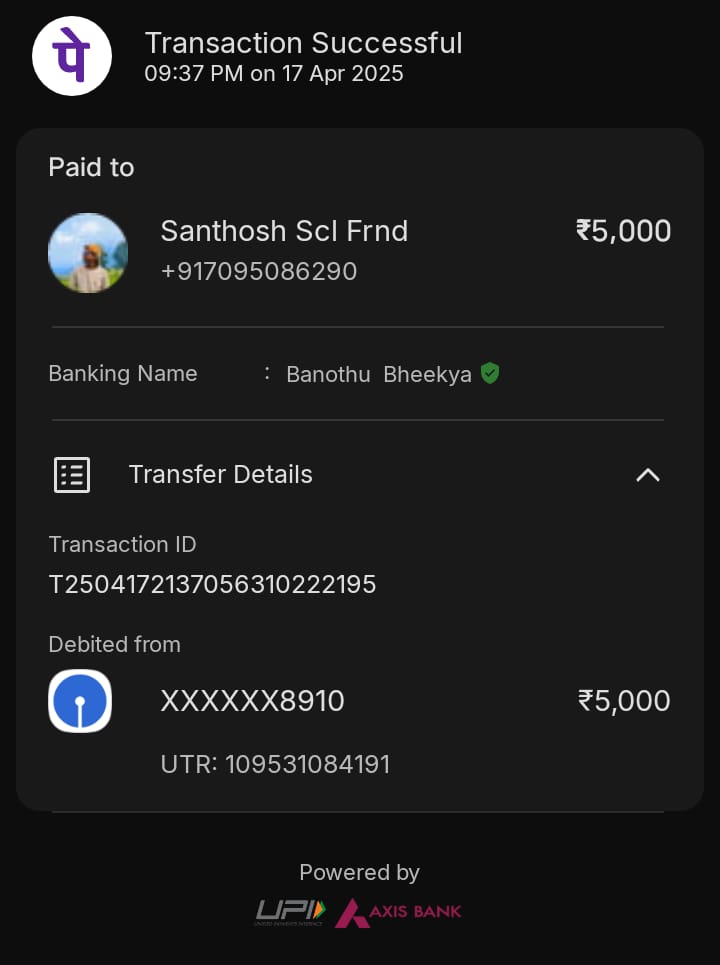 पे
Transaction Successful
09:37 PM on 17 Apr 2025
Paid to
Santhosh Scl Frnd ₹5,000
+917095086290
Banking Name : Banothu Bheekya
Transfer Details
Transaction ID
T2504172137056310222195
Debited from
XXXXXX8910 ₹5,000
UTR: 109531084191
Powered by
UPI AXIS BANK
UNIFIED PAYMENTS INTERFACE